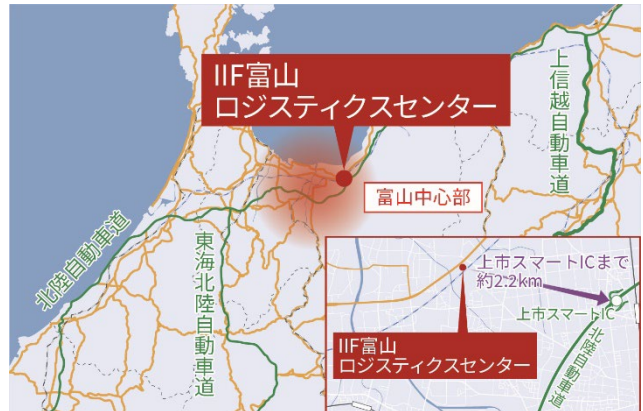 IIF富山
ロジスティクスセンター
上信越自動車道
富山中心部
北陸自動車道
東海北陸自動車道
上市スマートICまで
約2.2km
上市スマートIC
北陸自動車道
IIF富山
ロジスティクスセンター